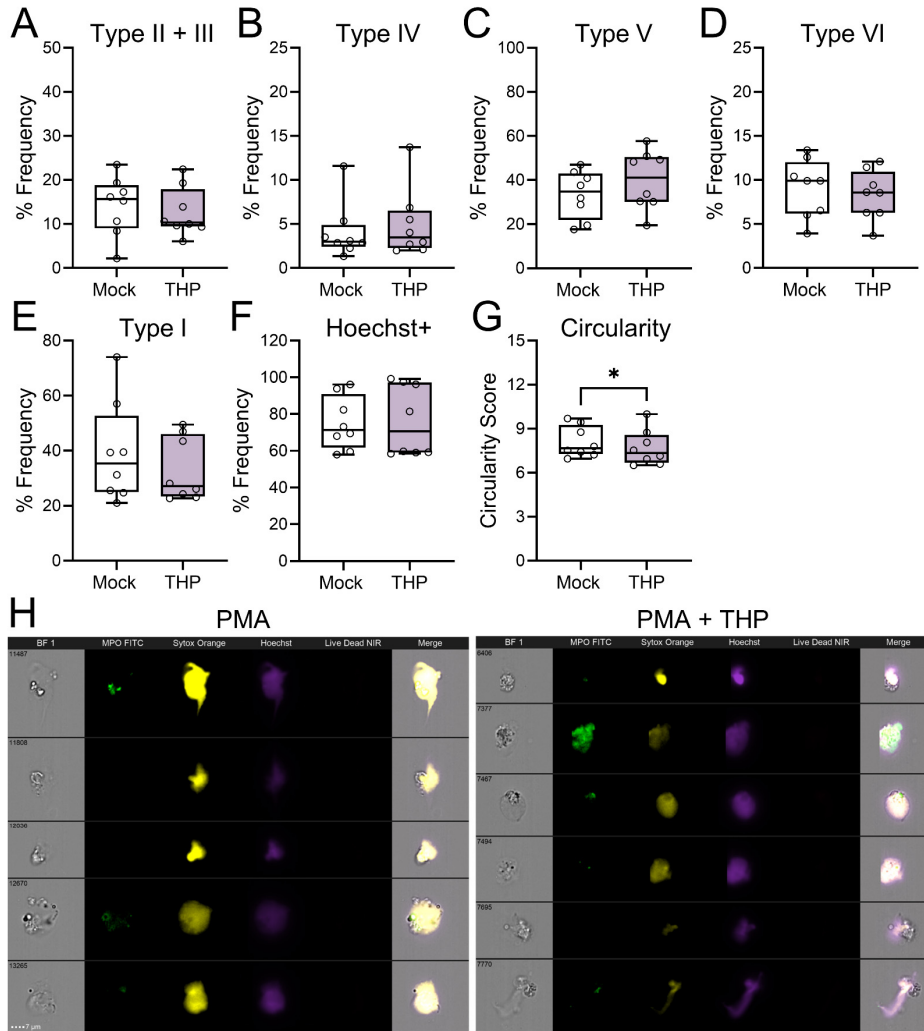 A Type II + III
B Type IV
C Type V
D Type VI
% Frequency
50
40
30
20
10
0
Mock THP
% Frequency
25
20
15
10
5
0
Mock THP
% Frequency
100
80
60
40
20
0
Mock THP
% Frequency
25
20
15
10
5
0
Mock THP
E Type I
F Hoechst+
G Circularity
% Frequency
80
60
40
20
0
Mock THP
% Frequency
120
100
80
60
40
20
0
Mock THP
Circularity Score
15
12
9
6
3
0
*
Mock THP
H
PMA
BF 1 MPO FITC Sytox Orange Hoechst Live Dead NIR Merge
11487
11808
12036
12670
13265
7 µm
PMA + THP
BF 1 MPO FITC Sytox Orange Hoechst Live Dead NIR Merge
6406
7377
7467
7494
7695
7770